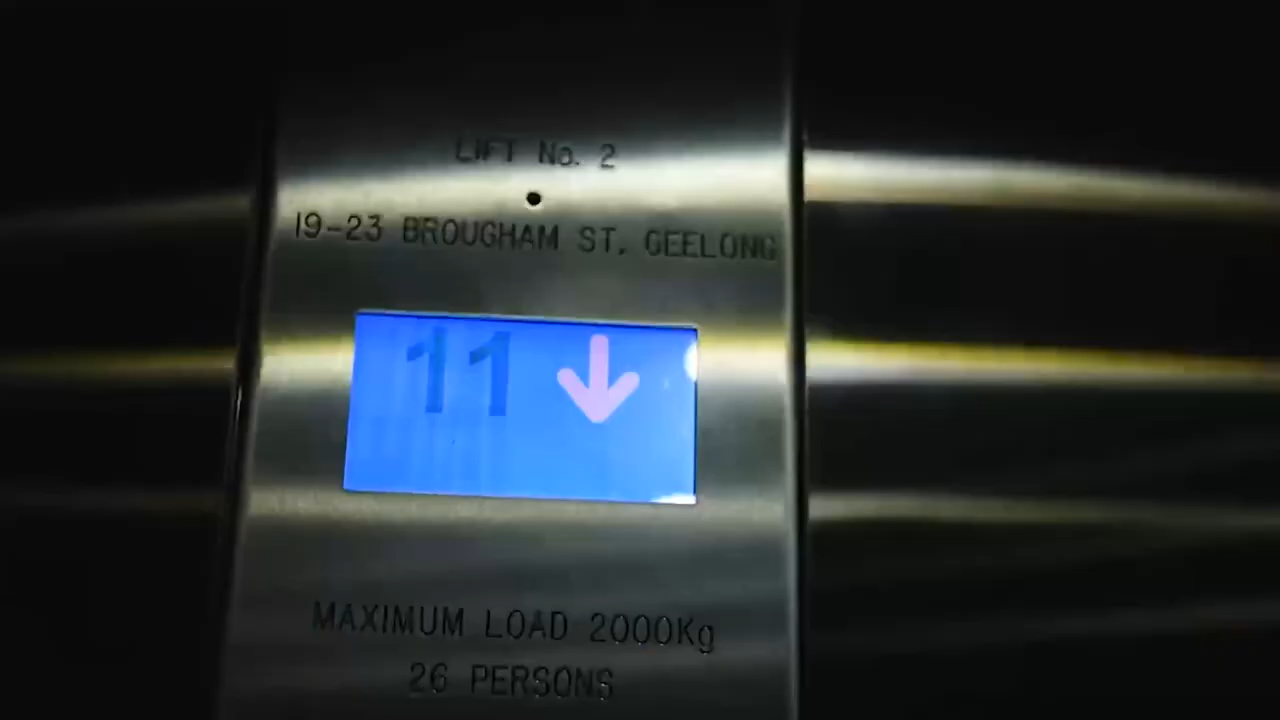 LIFT No. 2
19-23 BROUGHAM ST, GEELONG
11
MAXIMUM LOAD 2000Kg
26 PERSONS